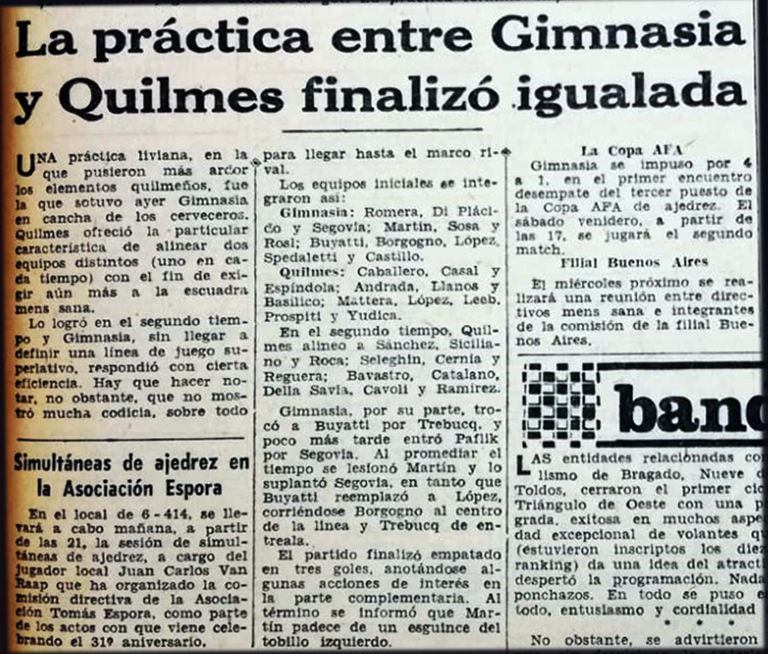 La práctica entre Gimnasia
y Quilmes finalizó igualada
UNA práctica liviana, en la
que pusieron más ardor
los elementos quilmeños, fue
la que sotuvo ayer Gimnasia
en cancha de los cerveceros.
Quilmes ofreció la particular
característica de alinear dos
equipos distintos (uno en ca-
da tiempo) con el fin de exi-
gir aún más a la escuadra
mens sana.
Lo logró en el segundo tiem-
po y Gimnasia, sin llegar a
definir una línea de juego su-
perlativo, respondió con cierta
eficiencia. Hay que hacer no-
tar, no obstante, que no mos-
tró mucha codicia, sobre todo
para llegar hasta el marco ri-
val.
Los equipos iniciales se inte-
graron así:
Gimnasia: Romera, Di Pláci-
do y Segovia; Martín, Sosa y
Rosl; Buyatti, Borgogno, López,
Spedaletti y Castillo.
Quilmes: Caballero, Casal y
Espíndola; Andrada, Llanos y
Basílico; Mattera, López, Leeb.
Prospiti y Yudica.
En el segundo tiempo, Quil-
mes alineo a Sánchez, Sicilia-
no y Roca; Seleghin, Cernia y
Reguera; Bavastro, Catalano,
Della Savia, Cavoli y Ramírez.
Gimnasia, por su parte, tro-
có a Buyatti por Trebucq, y
poco más tarde entró Paflik
por Segovia. Al promediar el
tiempo se lesionó Martín y lo
suplantó Segovia, en tanto que
Buyatti reemplazó a López,
corriéndose Borgogno al centro
de la línea y Trebucq de en-
treala.
El partido finalizó empatado
en tres goles, anotándose al-
gunas acciones de interés en
la parte complementaria. Al
término se informó que Mar-
tín padece de un esguince del
tobillo izquierdo.
Simultáneas de ajedrez en
la Asociación Espora
En el local de 6-414, se lle-
vará a cabo mañana, a partir
de las 21, la sesión de simul-
táneas de ajedrez, a cargo del
jugador local Juan Carlos Van
Raap que ha organizado la co-
misión directiva de la Asocia-
ción Tomás Espora, como parte
de los actos con que viene cele-
brando el 31º aniversario.
La Copa AFA
Gimnasia se impuso por 4
a 1, en el primer encuentro
desempate del tercer puesto de
la Copa AFA de ajedrez. El
sábado venidero, a partir de
las 17, se jugará el segundo
match.
Filial Buenos Aires
El miércoles próximo se rea-
lizará una reunión entre direc-
tivos mens sana e integrantes
de la comisión de la filial Bue-
nos Aires.
banc
LAS entidades relacionadas co
llismo de Bragado, Nueve d
Toldos, cerraron el primer cic
Triángulo de Oeste con una p
grada, exitosa en muchos aspe
dad excepcional de volantes q
(estuvieron inscriptos los diez
ranking) da una idea del atracti
despertó la programación. Nada
ponchazos. En todo se puso e
todo, entusiasmo y cordialidad
No obstante, se advirtieron